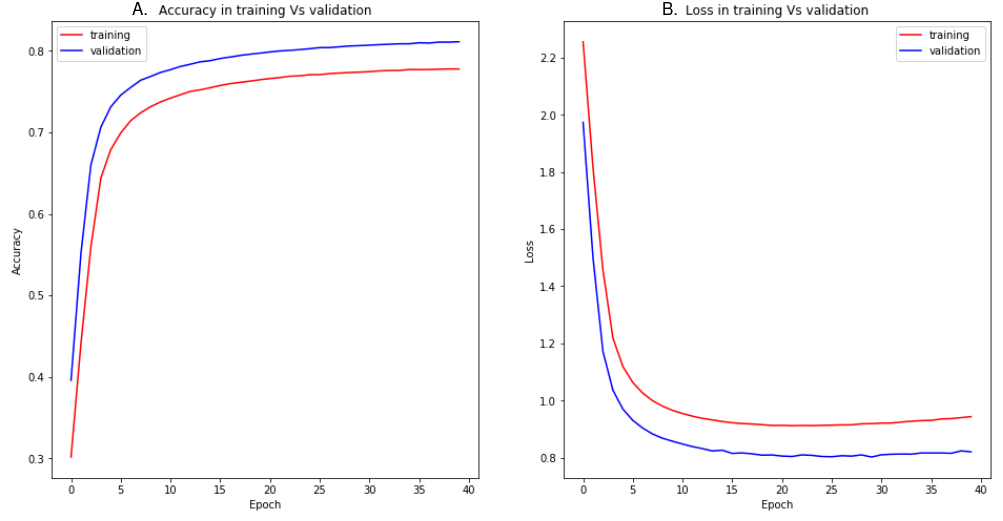 A. Accuracy in training Vs validation
training
validation
0.8
0.7
0.6
0.5
0.4
0.3
Accuracy
0 5 10 15 20 25 30 35 40
Epoch
B. Loss in training Vs validation
training
validation
2.2
2.0
1.8
1.6
1.4
1.2
1.0
0.8
Loss
0 5 10 15 20 25 30 35 40
Epoch